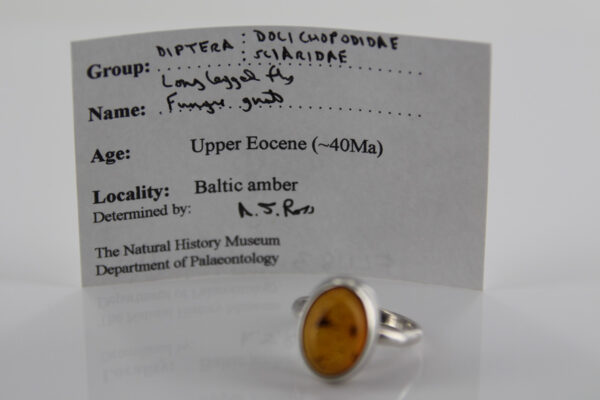 Group: DIPTERA : DOLICHOPODIDAE
: SCIARIDAE
Long legged fly
Name: Fungus gnats
Age: Upper Eocene (~40Ma)
Locality: Baltic amber
Determined by: A. J. Ross
The Natural History Museum
Department of Palaeontology